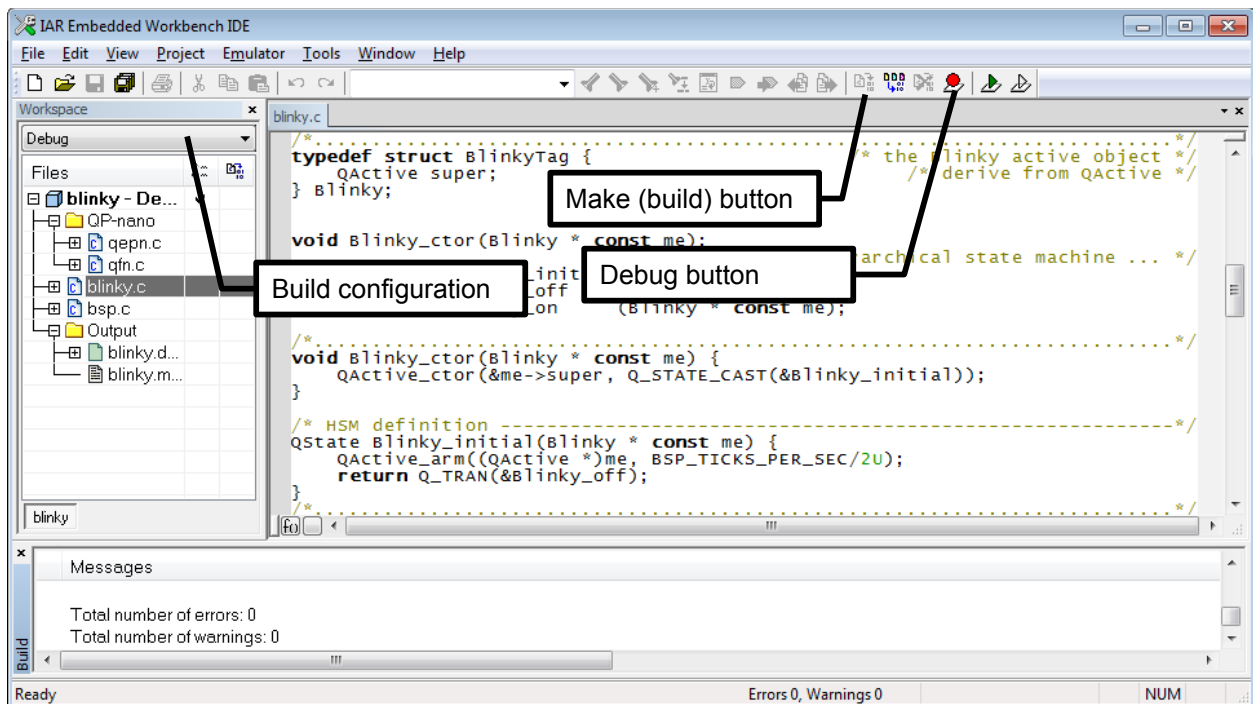 IAR Embedded Workbench IDE
File Edit View Project Emulator Tools Window Help
Workspace
Debug
Files
blinky - De...
QP-nano
qepn.c
qfn.c
blinky.c
bsp.c
Output
blinky.d...
blinky.m...
blinky
blinky.c
/*..........................................................................*/
typedef struct BlinkyTag { /* the Blinky active object */
QActive super; /* derive from QActive */
} Blinky;
Make (build) button
void Blinky_ctor(Blinky * const me);
archical state machine ... */
Debug button
Build configuration
_init
_off
_on (Blinky * const me);
/*..........................................................................*/
void Blinky_ctor(Blinky * const me) {
QActive_ctor(&me->super, Q_STATE_CAST(&Blinky_initial));
}
/* HSM definition ----------------------------------------------------------*/
QState Blinky_initial(Blinky * const me) {
QActive_arm((QActive *)me, BSP_TICKS_PER_SEC/2U);
return Q_TRAN(&Blinky_off);
}
/*..........................................................................*/
f()
Messages
Total number of errors: 0
Total number of warnings: 0
Build
Ready
Errors 0, Warnings 0
NUM